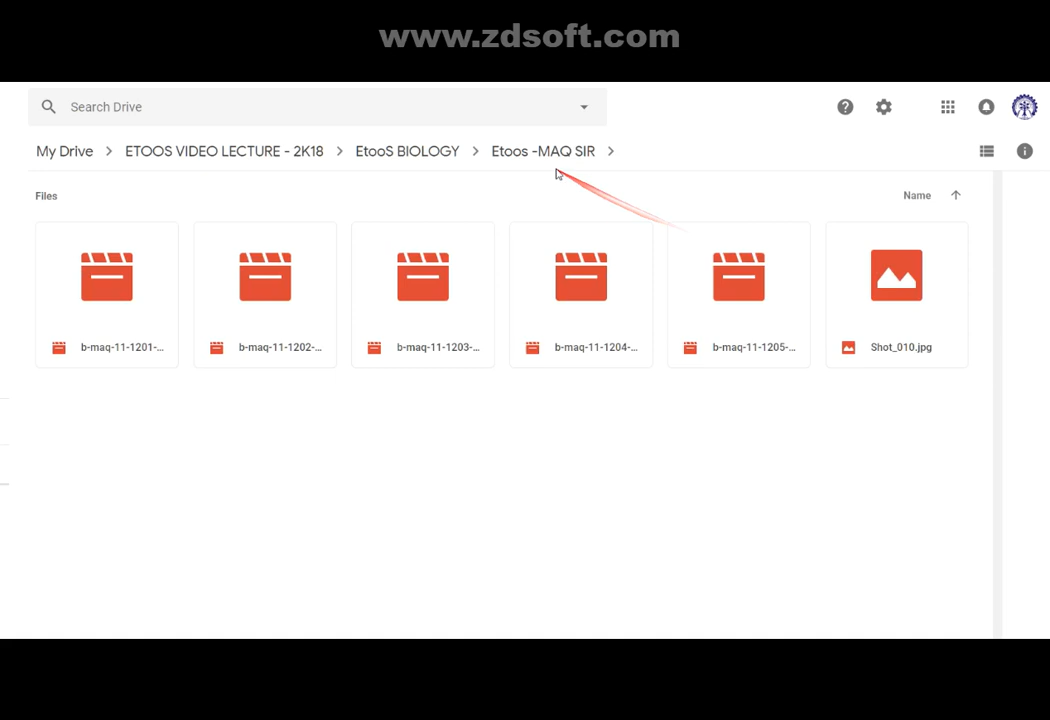 www.zdsoft.com
Search Drive
My Drive > ETOOS VIDEO LECTURE - 2K18 > EtooS BIOLOGY > Etoos -MAQ SIR >
Files Name
b-maq-11-1201-... b-maq-11-1202-... b-maq-11-1203-... b-maq-11-1204-... b-maq-11-1205-... Shot_010.jpg